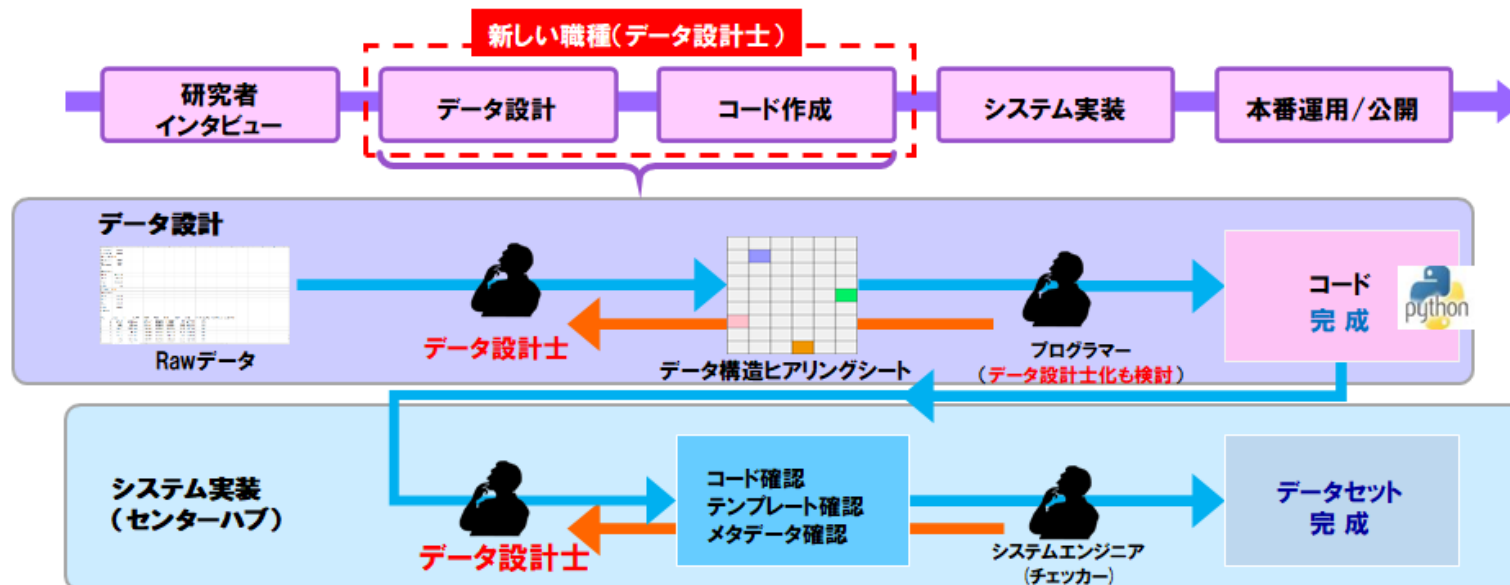 新しい職種(データ設計士)
研究者
インタビュー
データ設計
コード作成
システム実装
本番運用/公開
データ設計
Rawデータ
データ設計士
データ構造ヒアリングシート
プログラマー
(データ設計士化も検討)
コード
完 成
python
システム実装
(センターハブ)
データ設計士
コード確認
テンプレート確認
メタデータ確認
システムエンジニア
(チェッカー)
データセット
完 成